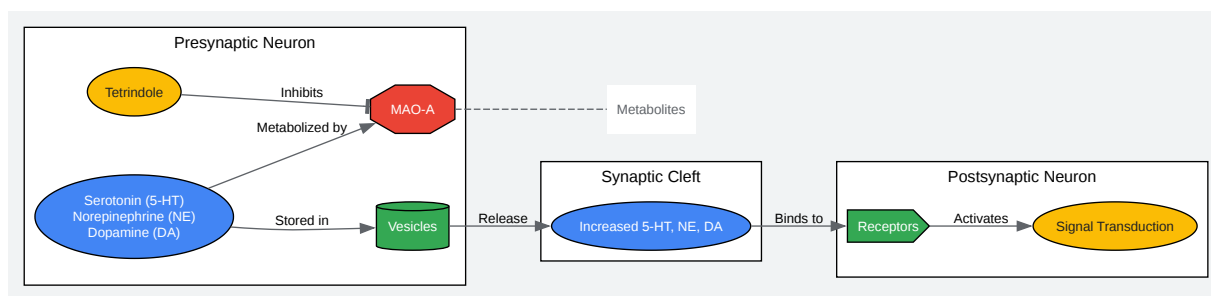 Presynaptic Neuron
Tetrindole
Inhibits
MAO-A
Metabolites
Metabolized by
Serotonin (5-HT)
Norepinephrine (NE)
Dopamine (DA)
Stored in
Vesicles
Release
Synaptic Cleft
Increased 5-HT, NE, DA
Binds to
Postsynaptic Neuron
Receptors
Activates
Signal Transduction